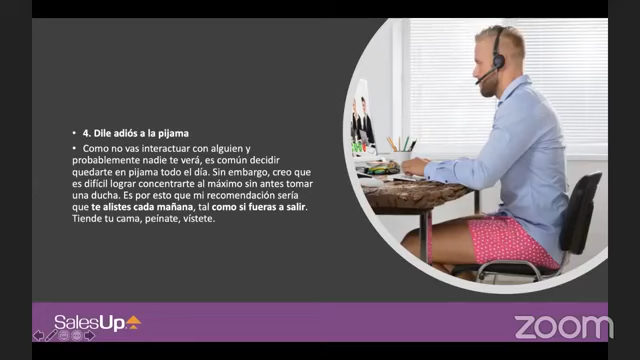 4. Dile adiós a la pijama
Como no vas interactuar con alguien y
probablemente nadie te verá, es común decidir
quedarte en pijama todo el día. Sin embargo, creo que
es difícil lograr concentrarte al máximo sin antes tomar
una ducha. Es por esto que mi recomendación sería
que te alistes cada mañana, tal como si fueras a salir.
Tiende tu cama, peínate, vístete.
SalesUp
zoom